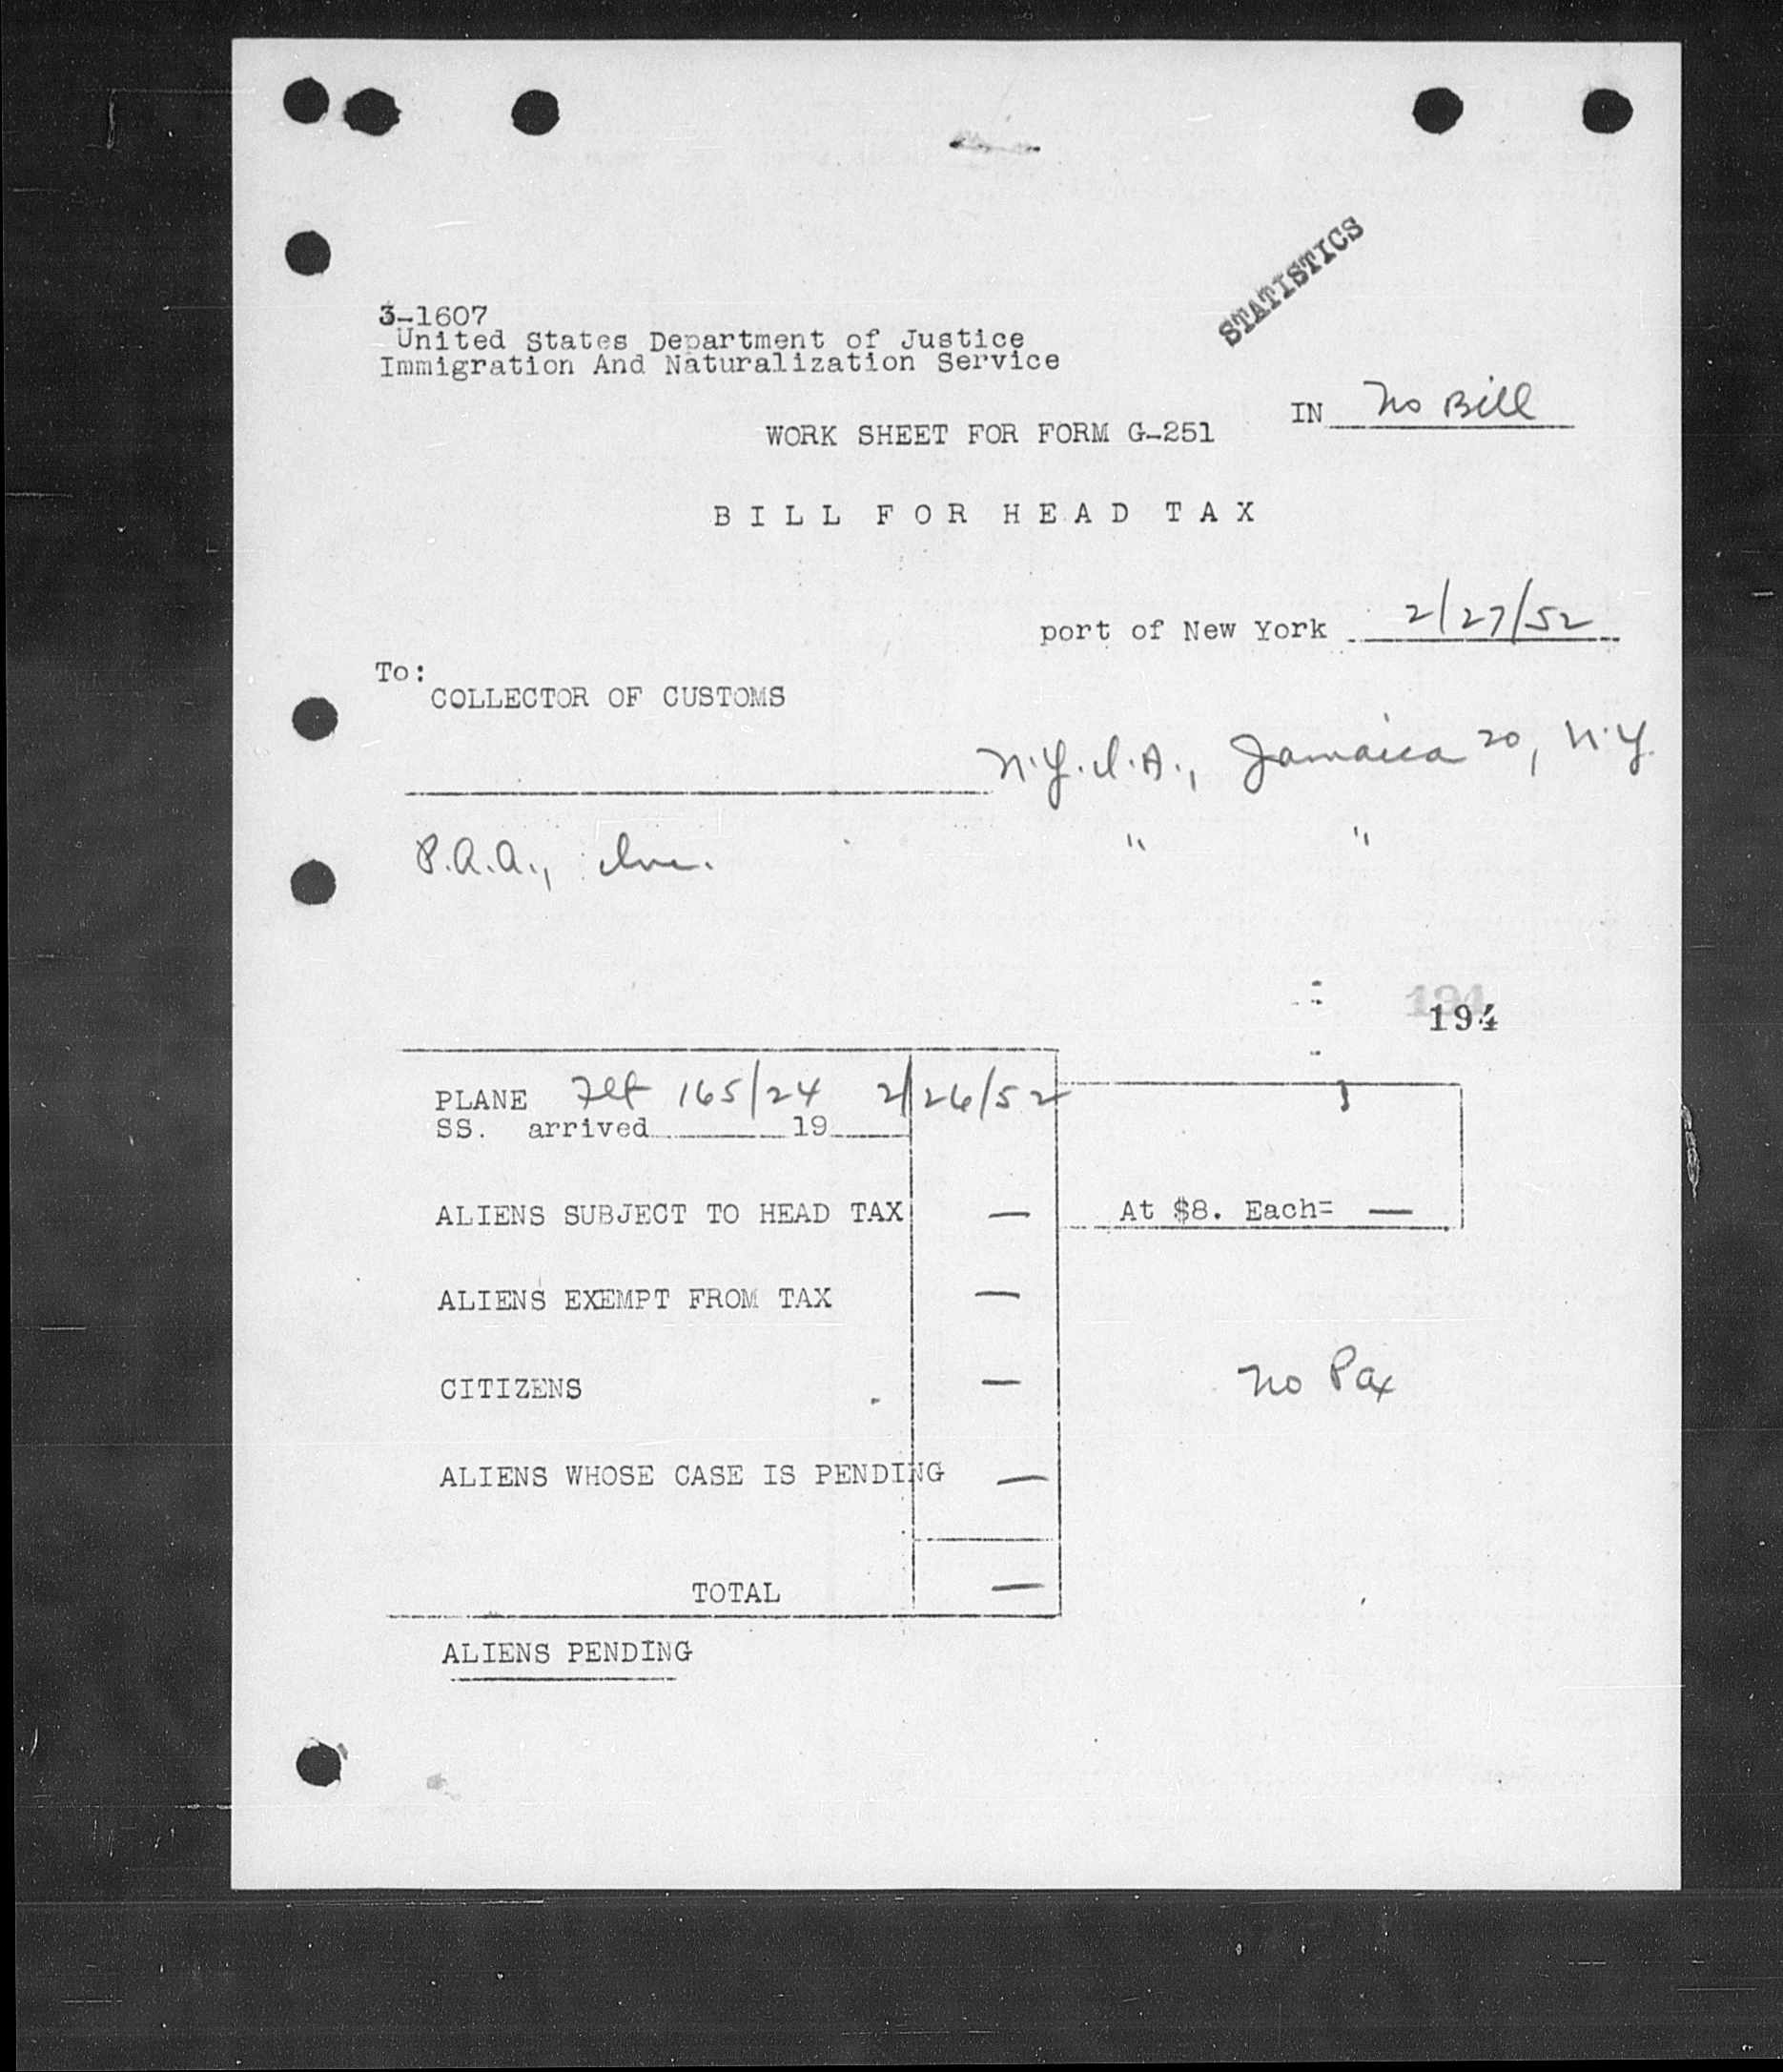 STATISTICS
3-1607
United States Department of Justice
Immigration And Naturalization Service
IN No Bill
WORK SHEET FOR FORM G-251
BILL FOR HEAD TAX
port of New York 2/27/52
To:
COLLECTOR OF CUSTOMS
N.Y.I.A., Jamaica 20, N.Y.
P.A.A., Inc. " "
194
PLANE Flt 165/24 2/26/52
SS. arrived 19
ALIENS SUBJECT TO HEAD TAX — At $8. Each= —
ALIENS EXEMPT FROM TAX —
CITIZENS — No Pax
ALIENS WHOSE CASE IS PENDING —
TOTAL —
ALIENS PENDING